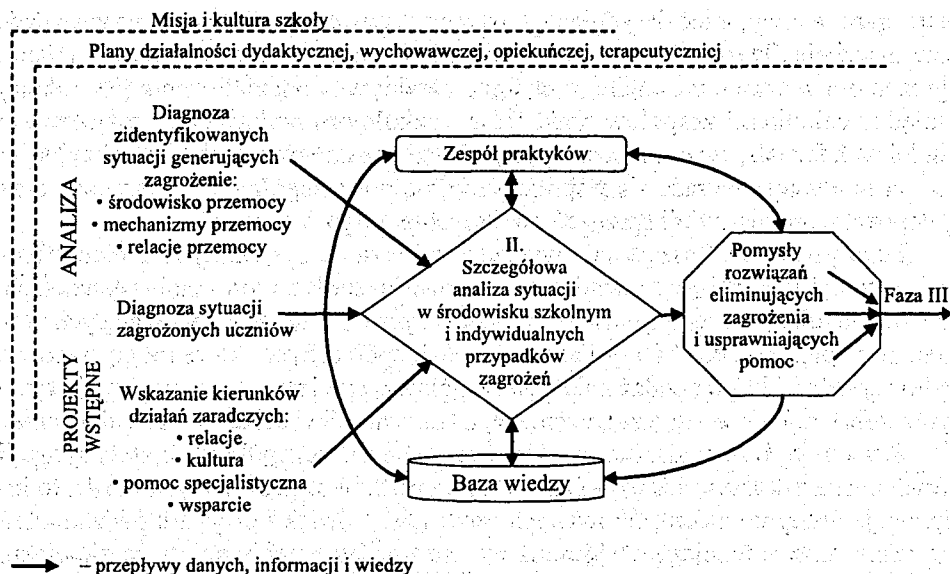 Misja i kultura szkoły
Plany działalności dydaktycznej, wychowawczej, opiekuńczej, terapeutycznej
ANALIZA
PROJEKTY
WSTĘPNE
Diagnoza
zidentyfikowanych
sytuacji generujących
zagrożenie:
• środowisko przemocy
• mechanizmy przemocy
• relacje przemocy
Diagnoza sytuacji
zagrożonych uczniów
Wskazanie kierunków
działań zaradczych:
• relacje
• kultura
• pomoc specjalistyczna
• wsparcie
Zespół praktyków
II.
Szczegółowa
analiza sytuacji
w środowisku szkolnym
i indywidualnych
przypadków
zagrożeń
Baza wiedzy
Pomysły
rozwiązań
eliminujących
zagrożenia
i usprawniających
pomoc
Faza III
– przepływy danych, informacji i wiedzy